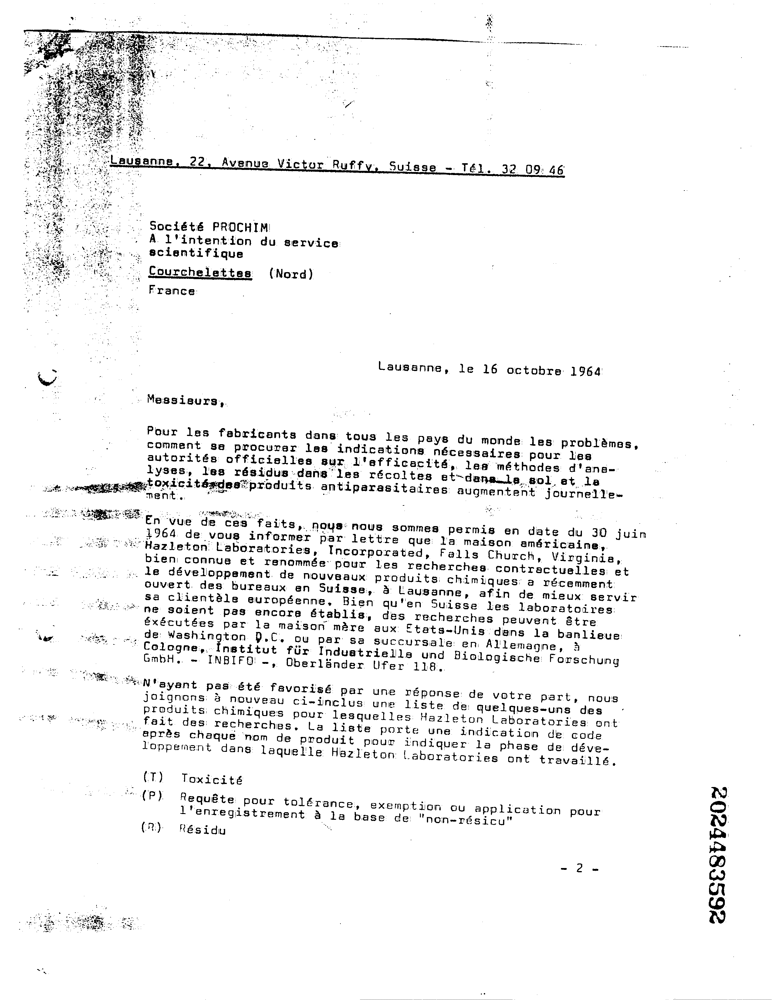 Lausanne, 22, Avenue Victor Ruffy, Suisse - Tél. 32 09 46
Société PROCHIM
A l'intention du service
scientifique
Courchelettes (Nord)
France
Lausanne, le 16 octobre 1964
Messieurs,
Pour les fabricants dans tous les pays du monde les problèmes,
comment se procurer les indications nécessaires pour les
autorités officielles sur l'efficacité, les méthodes d'ana-
lyses, les résidus dans les récoltes et dans le sol et la
toxicité des produits antiparasitaires augmentent journelle-
ment.
En vue de ces faits, nous nous sommes permis en date du 30 juin
1964 de vous informer par lettre que la maison américaine,
Hazleton Laboratories, Incorporated, Falls Church, Virginia,
bien connue et renommée pour les recherches contractuelles et
le développement de nouveaux produits chimiques a récemment
ouvert des bureaux en Suisse, à Lausanne, afin de mieux servir
sa clientèle européenne. Bien qu'en Suisse les laboratoires
ne soient pas encore établis, des recherches peuvent être
éxécutées par la maison mère aux Etats-Unis dans la banlieue
de Washington D.C. ou par sa succursale en Allemagne, à
Cologne, Institut für Industrielle und Biologische Forschung
GmbH. - INBIFO -, Oberländer Ufer 118.
N'ayant pas été favorisé par une réponse de votre part, nous
joignons à nouveau ci-inclus une liste de quelques-uns des
produits chimiques pour lesquelles Hazleton Laboratories ont
fait des recherches. La liste porte une indication de code
après chaque nom de produit pour indiquer la phase de déve-
loppement dans laquelle Hazleton Laboratories ont travaillé.
(T) Toxicité
(P) Requête pour tolérance, exemption ou application pour
l'enregistrement à la base de "non-résicu"
(R) Résidu
- 2 -
2024483592